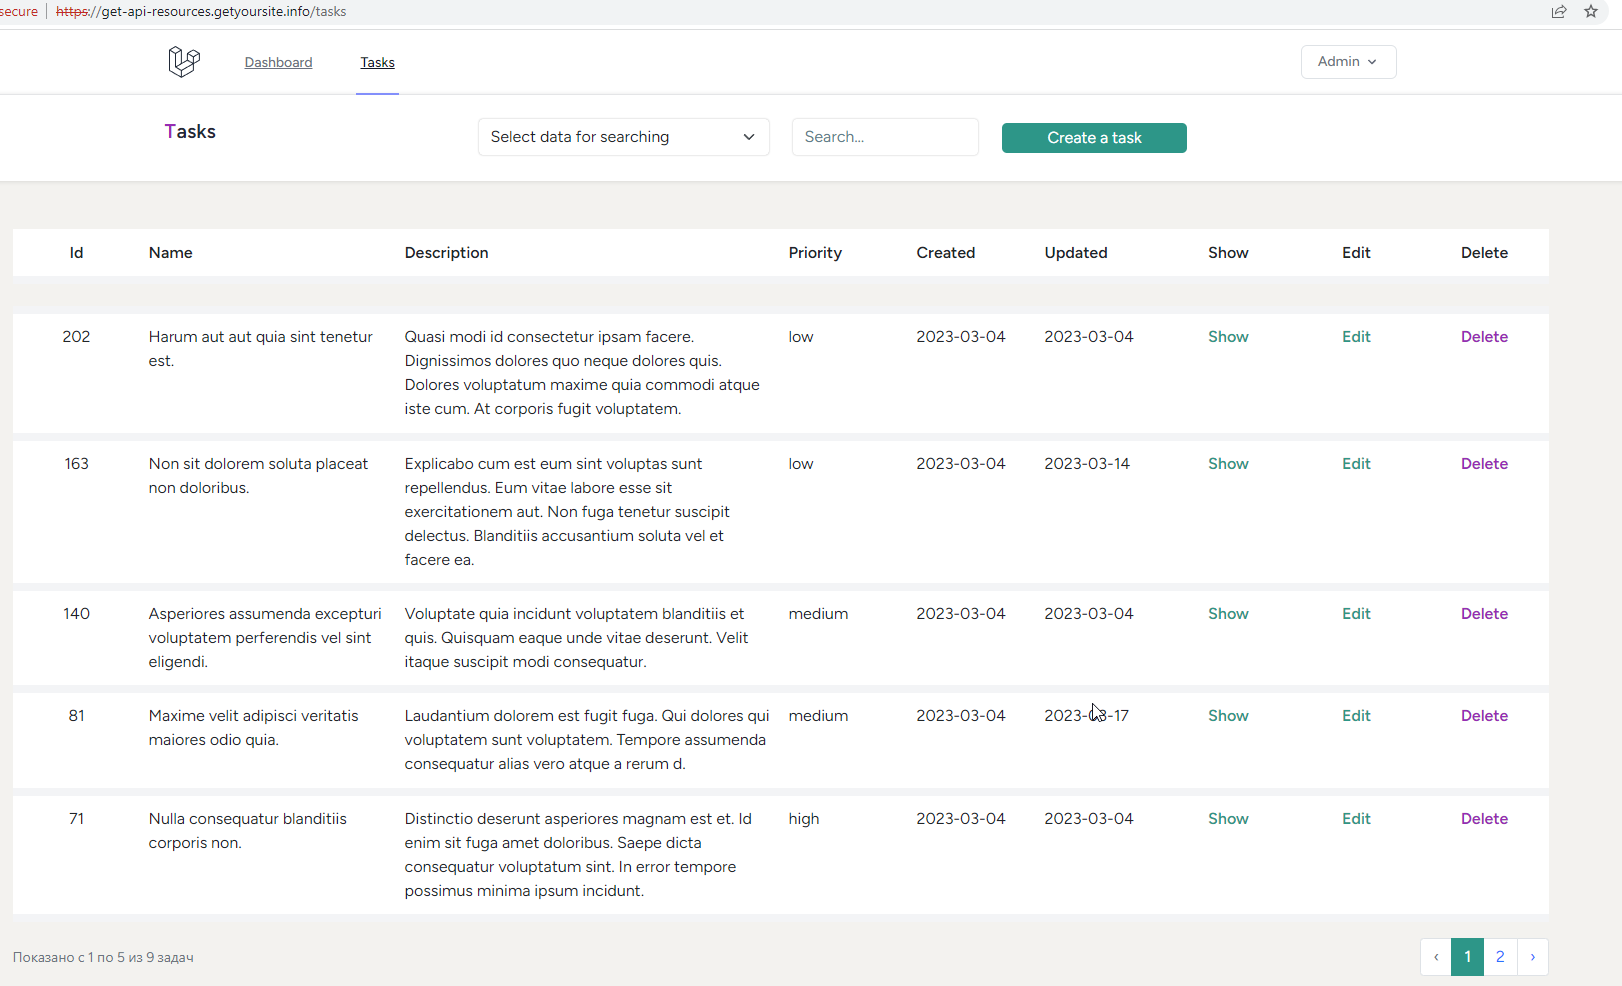 secure https://get-api-resources.getyoursite.info/tasks
Dashboard Tasks Admin
Tasks Select data for searching Search... Create a task
Id Name Description Priority Created Updated Show Edit Delete
202 Harum aut aut quia sint tenetur Quasi modi id consectetur ipsam facere. low 2023-03-04 2023-03-04 Show Edit Delete
est. Dignissimos dolores quo neque dolores quis.
Dolores voluptatum maxime quia commodi atque
iste cum. At corporis fugit voluptatem.
163 Non sit dolorem soluta placeat Explicabo cum est eum sint voluptas sunt low 2023-03-04 2023-03-14 Show Edit Delete
non doloribus. repellendus. Eum vitae labore esse sit
exercitationem aut. Non fuga tenetur suscipit
delectus. Blanditiis accusantium soluta vel et
facere ea.
140 Asperiores assumenda excepturi Voluptate quia incidunt voluptatem blanditiis et medium 2023-03-04 2023-03-04 Show Edit Delete
voluptatem perferendis vel sint quis. Quisquam eaque unde vitae deserunt. Velit
eligendi. itaque suscipit modi consequatur.
81 Maxime velit adipisci veritatis Laudantium dolorem est fugit fuga. Qui dolores qui medium 2023-03-04 2023-03-17 Show Edit Delete
maiores odio quia. voluptatem sunt voluptatem. Tempore assumenda
consequatur alias vero atque a rerum d.
71 Nulla consequatur blanditiis Distinctio deserunt asperiores magnam est et. Id high 2023-03-04 2023-03-04 Show Edit Delete
corporis non. enim sit fuga amet doloribus. Saepe dicta
consequatur voluptatum sint. In error tempore
possimus minima ipsum incidunt.
Показано с 1 по 5 из 9 задач ‹ 1 2 ›